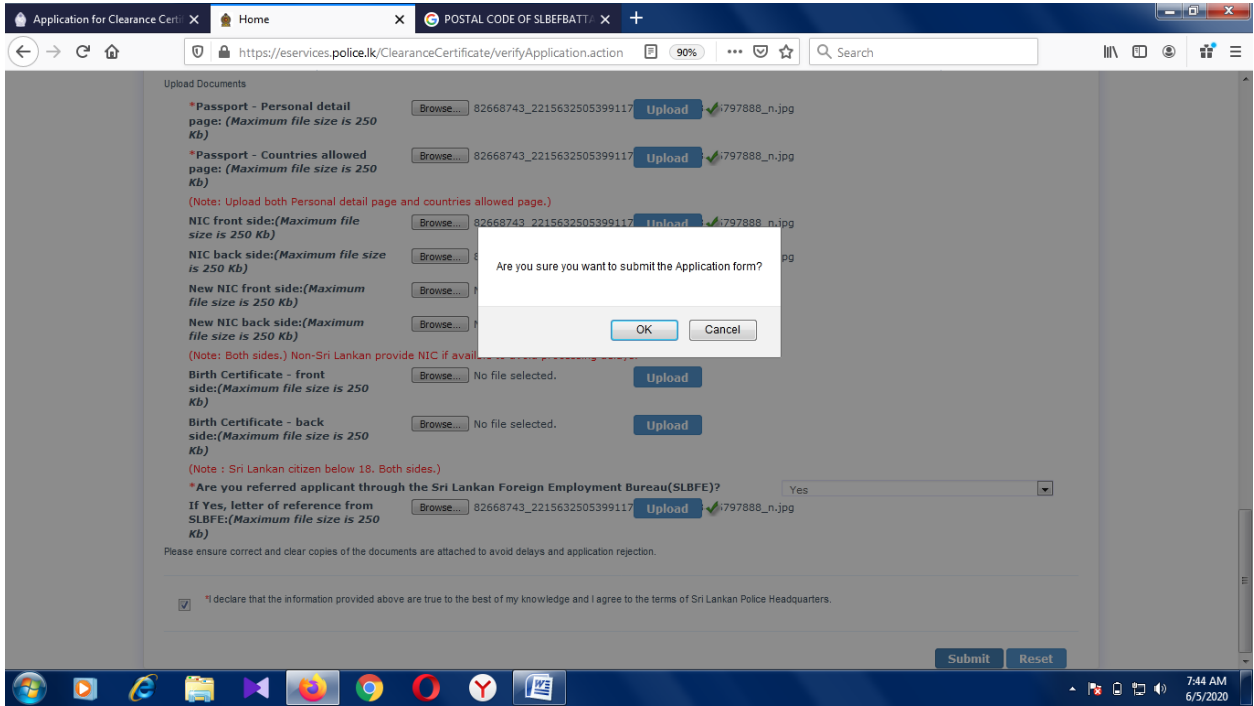 Application for Clearance Certi
Home
POSTAL CODE OF SLBEFBATTA
https://eservices.police.lk/ClearanceCertificate/verifyApplication.action
90%
Search
Upload Documents
*Passport - Personal detail
page: (Maximum file size is 250
Kb)
Browse... 82668743_2215632505399117 Upload 797888_n.jpg
*Passport - Countries allowed
page: (Maximum file size is 250
Kb)
Browse... 82668743_2215632505399117 Upload 797888_n.jpg
(Note: Upload both Personal detail page and countries allowed page.)
NIC front side:(Maximum file
size is 250 Kb)
Browse... 82668743_2215632505399117 Upload 797888_n.jpg
NIC back side:(Maximum file size
is 250 Kb)
Browse...
New NIC front side:(Maximum
file size is 250 Kb)
Browse...
New NIC back side:(Maximum
file size is 250 Kb)
Browse...
Are you sure you want to submit the Application form?
OK Cancel
(Note: Both sides.) Non-Sri Lankan provide NIC if
Birth Certificate - front
side:(Maximum file size is 250
Kb)
Browse... No file selected. Upload
Birth Certificate - back
side:(Maximum file size is 250
Kb)
Browse... No file selected. Upload
(Note : Sri Lankan citizen below 18. Both sides.)
*Are you referred applicant through the Sri Lankan Foreign Employment Bureau(SLBFE)? Yes
If Yes, letter of reference from
SLBFE:(Maximum file size is 250
Kb)
Browse... 82668743_2215632505399117 Upload 797888_n.jpg
Please ensure correct and clear copies of the documents are attached to avoid delays and application rejection.
*I declare that the information provided above are true to the best of my knowledge and I agree to the terms of Sri Lankan Police Headquarters.
Submit Reset
7:44 AM
6/5/2020